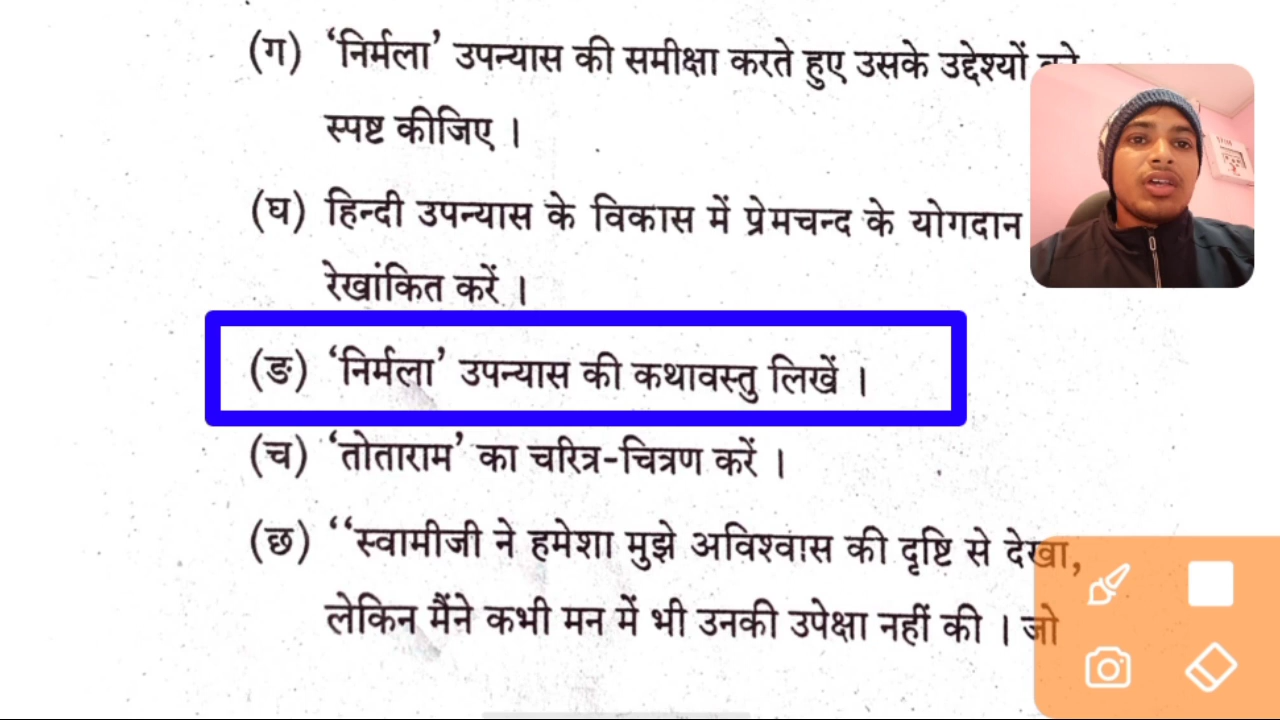 (ग) ‘निर्मला’ उपन्यास की समीक्षा करते हुए उसके उद्देश्यों को
स्पष्ट कीजिए ।
(घ) हिन्दी उपन्यास के विकास में प्रेमचन्द के योगदान
रेखांकित करें ।
(ङ) ‘निर्मला’ उपन्यास की कथावस्तु लिखें ।
(च) ‘तोताराम’ का चरित्र-चित्रण करें ।
(छ) ‘‘स्वामीजी ने हमेशा मुझे अविश्वास की दृष्टि से देखा,
लेकिन मैंने कभी मन में भी उनकी उपेक्षा नहीं की । जो